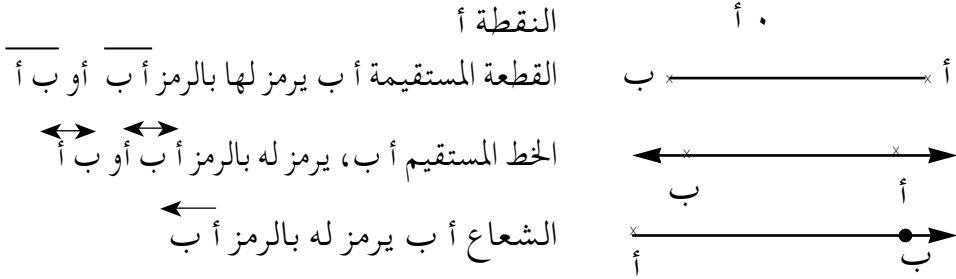 النقطة أ
أ
القطعة المستقيمة أ ب يرمز لها بالرمز أ ب أو ب أ
أ ب
الخط المستقيم أ ب، يرمز له بالرمز أ ب أو ب أ
أ ب
الشعاع أ ب يرمز له بالرمز أ ب
ب أ